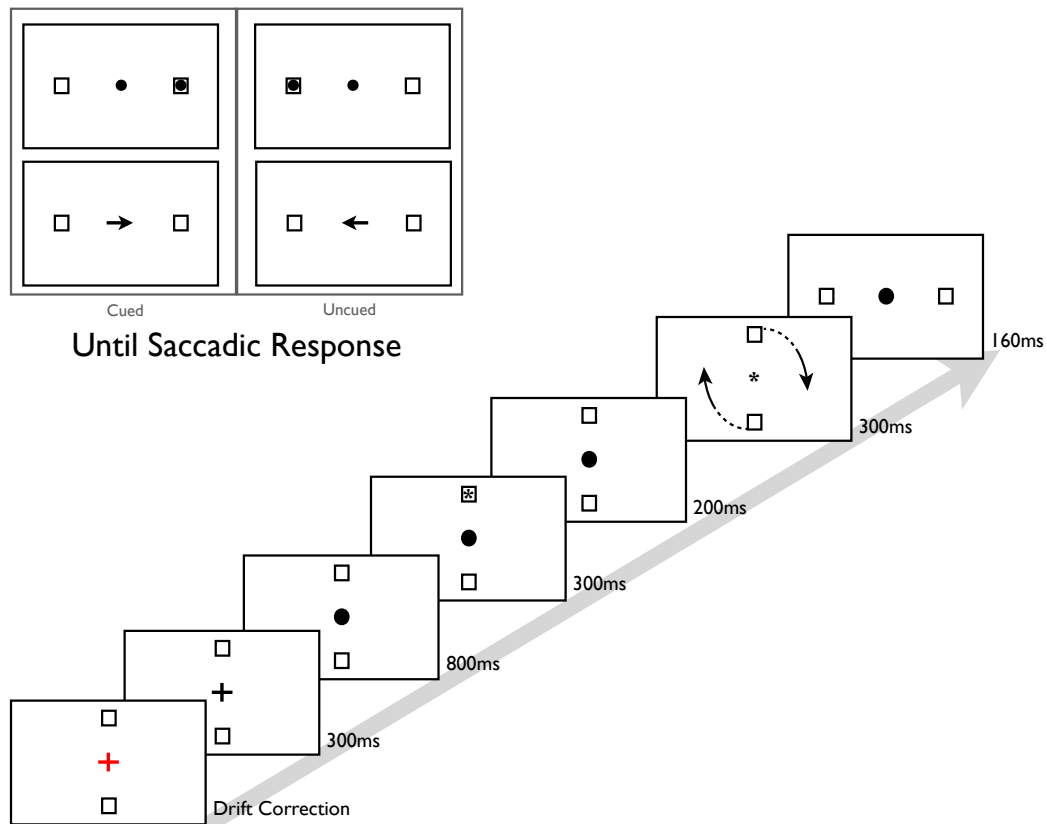 Cued
Uncued
Until Saccadic Response
160ms
*
300ms
200ms
*
300ms
800ms
300ms
Drift Correction